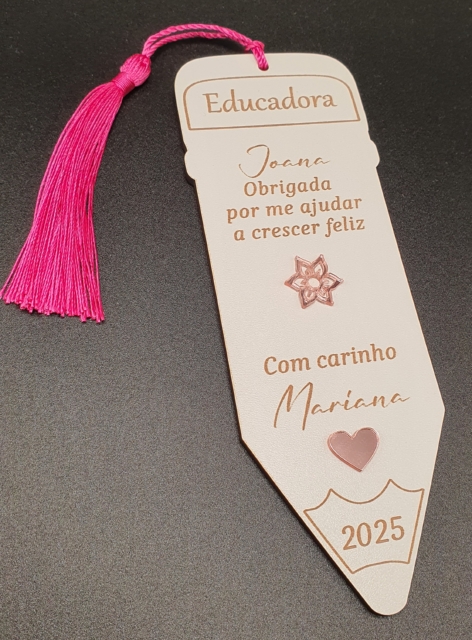 Educadora
Joana
Obrigada
por me ajudar
a crescer feliz
Com carinho
Mariana
2025